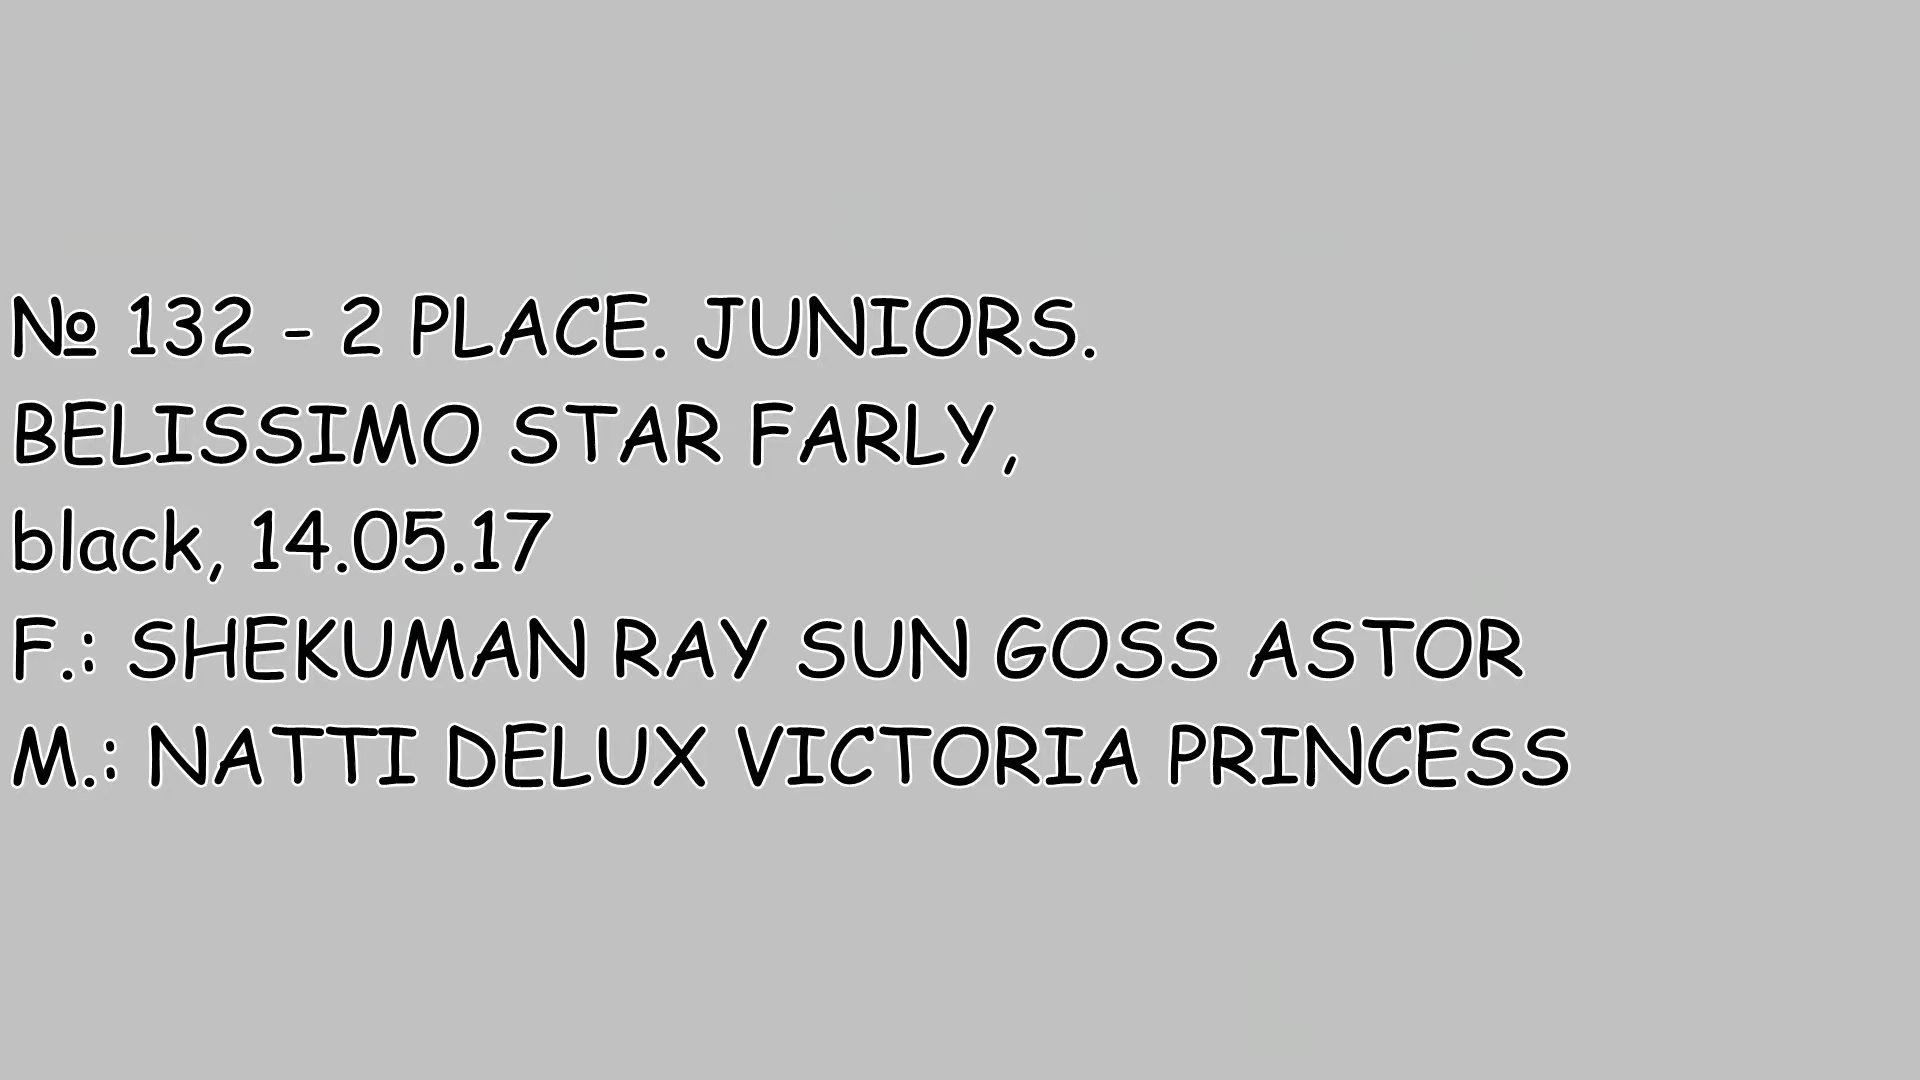 № 132 - 2 PLACE. JUNIORS.
BELISSIMO STAR FARLY,
black, 14.05.17
F.: SHEKUMAN RAY SUN GOSS ASTOR
M.: NATTI DELUX VICTORIA PRINCESS